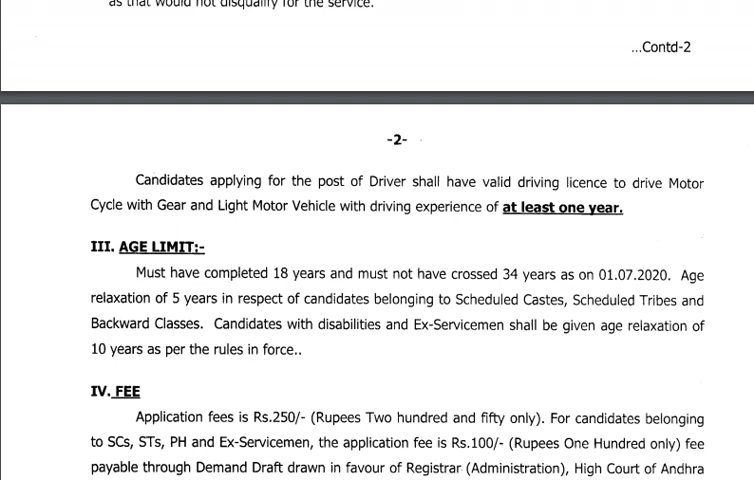 as that would not disqualify for the service.
...Contd-2
-2-
Candidates applying for the post of Driver shall have valid driving licence to drive Motor
Cycle with Gear and Light Motor Vehicle with driving experience of at least one year.
III. AGE LIMIT:-
Must have completed 18 years and must not have crossed 34 years as on 01.07.2020. Age
relaxation of 5 years in respect of candidates belonging to Scheduled Castes, Scheduled Tribes and
Backward Classes. Candidates with disabilities and Ex-Servicemen shall be given age relaxation of
10 years as per the rules in force..
IV. FEE
Application fees is Rs.250/- (Rupees Two hundred and fifty only). For candidates belonging
to SCs, STs, PH and Ex-Servicemen, the application fee is Rs.100/- (Rupees One Hundred only) fee
payable through Demand Draft drawn in favour of Registrar (Administration), High Court of Andhra